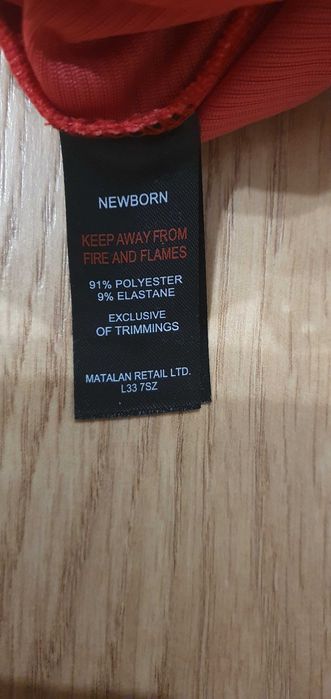 NEWBORN
KEEP AWAY FROM
FIRE AND FLAMES
91% POLYESTER
9% ELASTANE
EXCLUSIVE
OF TRIMMINGS
MATALAN RETAIL LTD.
L33 7SZ